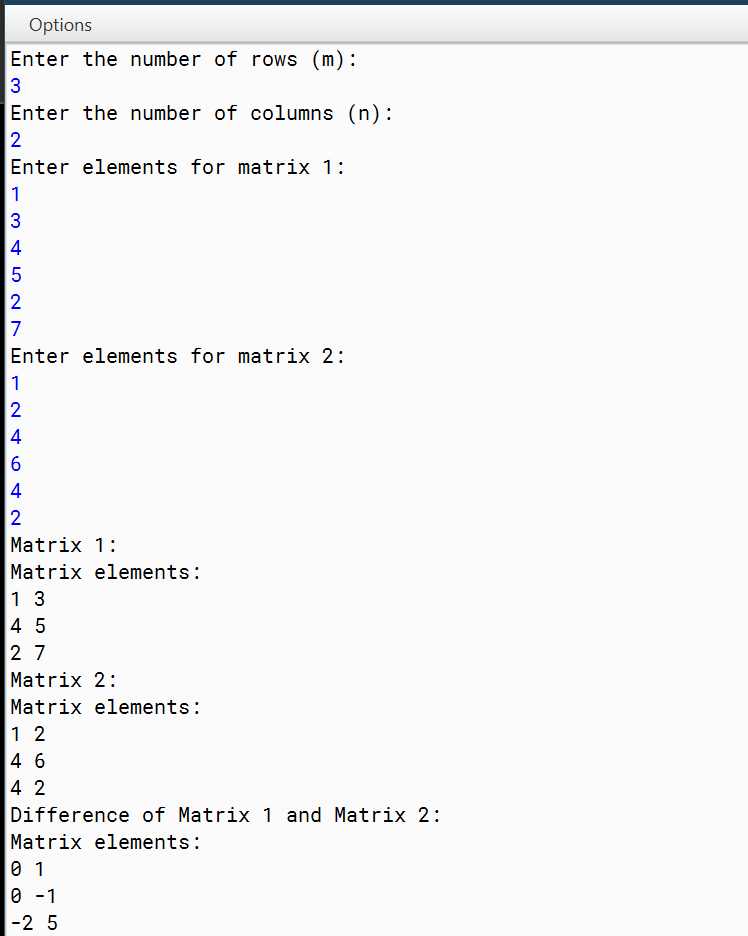 Options
Enter the number of rows (m):
3
Enter the number of columns (n):
2
Enter elements for matrix 1:
1
3
4
5
2
7
Enter elements for matrix 2:
1
2
4
6
4
2
Matrix 1:
Matrix elements:
1 3
4 5
2 7
Matrix 2:
Matrix elements:
1 2
4 6
4 2
Difference of Matrix 1 and Matrix 2:
Matrix elements:
0 1
0 -1
-2 5